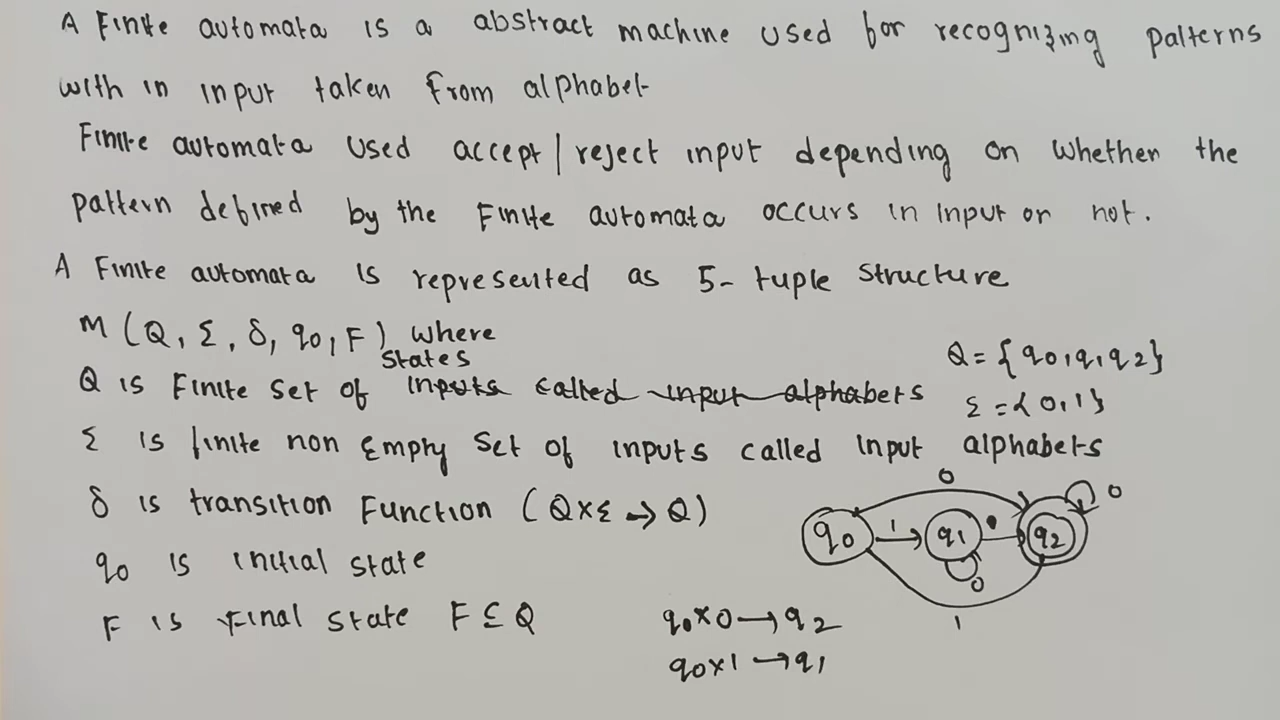 A Finite automata is a abstract machine used for recognizing patterns
with in input taken from alphabet
Finite automata used accept/reject input depending on whether the
pattern defined by the Finite automata occurs in input or not.
A Finite automata is represented as 5-tuple structure
M (Q, Σ, δ, q0, F) where
states
Q is Finite set of inputs called input alphabets
Q = {q0, q1, q2}
Σ = {0, 1}
Σ is finite non Empty set of inputs called input alphabets
δ is transition Function (Q×Σ → Q)
0
0
q0 1 q1 q2
0
1
q0 is initial state
F is Final state F ⊆ Q
q0×0 → q2
q0×1 → q1